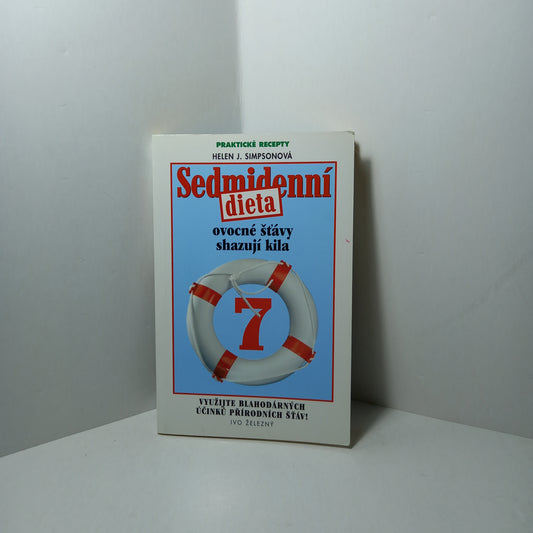 PRAKTICKÉ RECEPTY
HELEN J. SIMPSONOVÁ
Sedmidenní
dieta
ovocné šťávy
shazují kila
7
VYUŽIJTE BLAHODÁRNÝCH
ÚČINKŮ PŘÍRODNÍCH ŠŤÁV!
IVO ŽELEZNÝ